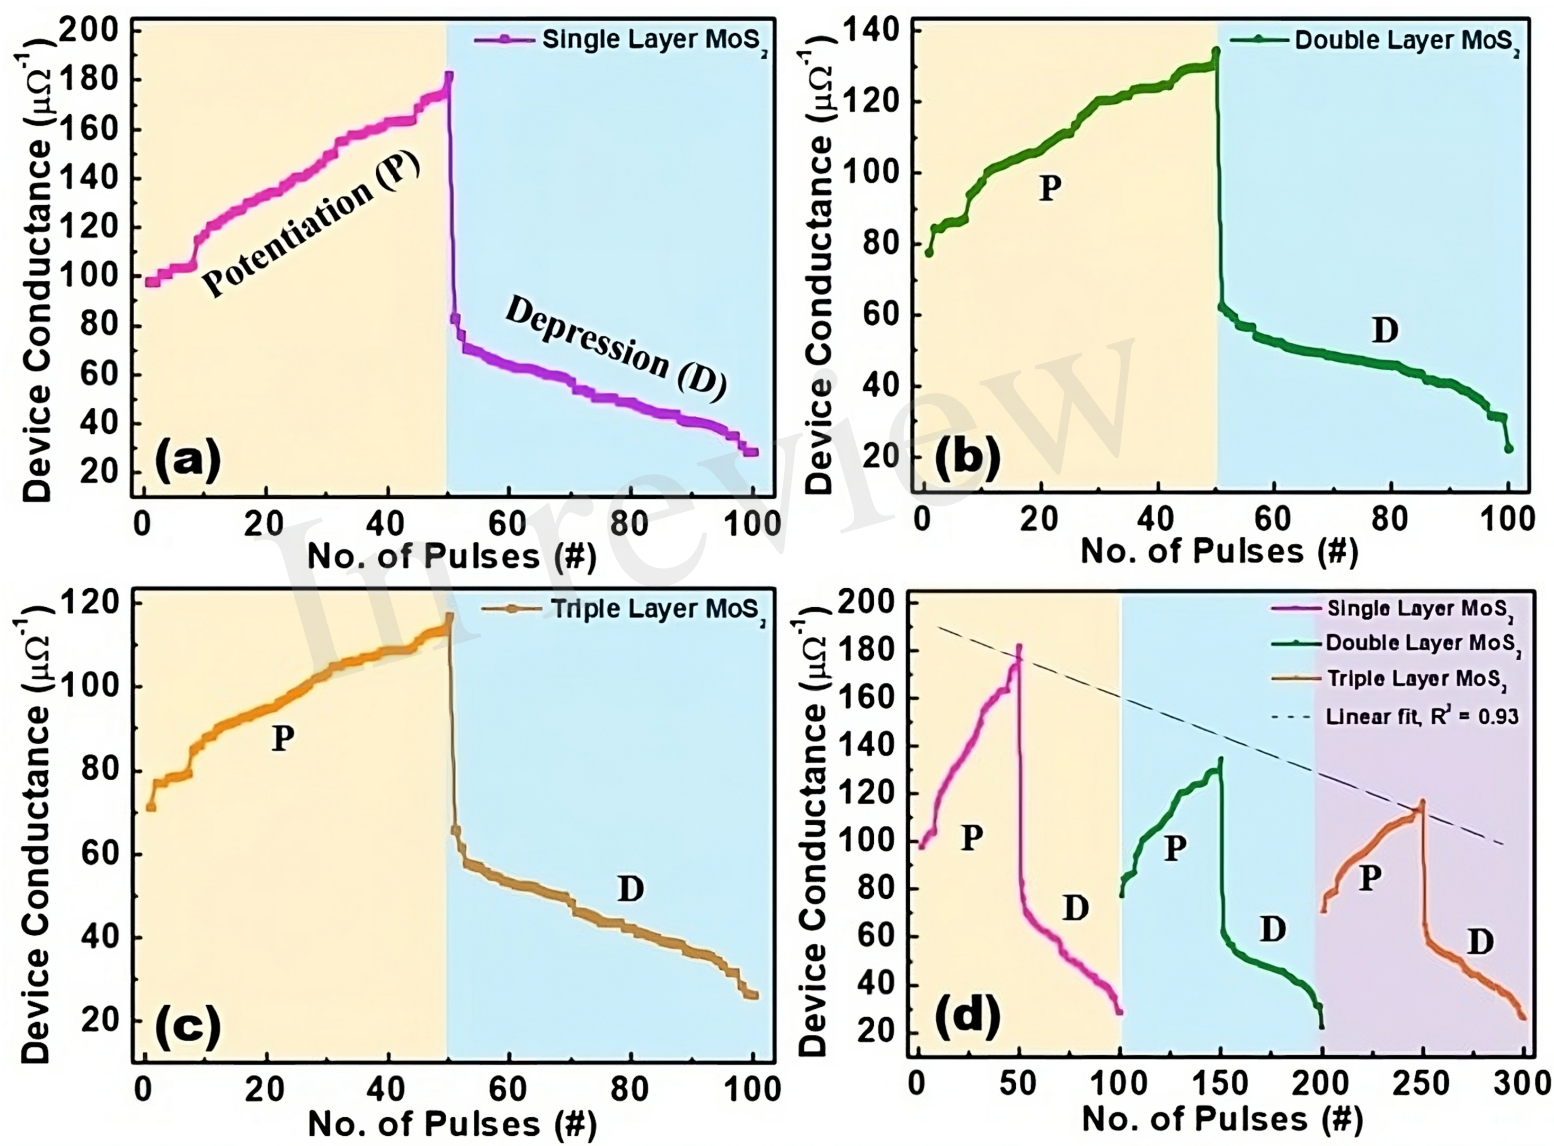 Device Conductance (μΩ⁻¹)
200
180
160
140
120
100
80
60
40
20
Single Layer MoS₂
Potentiation (P)
Depression (D)
(a)
0 20 40 60 80 100
No. of Pulses (#)
Device Conductance (μΩ⁻¹)
140
120
100
80
60
40
20
Double Layer MoS₂
P
D
(b)
0 20 40 60 80 100
No. of Pulses (#)
In review
Device Conductance (μΩ⁻¹)
120
100
80
60
40
20
Triple Layer MoS₂
P
D
(c)
0 20 40 60 80 100
No. of Pulses (#)
Device Conductance (μΩ⁻¹)
200
180
160
140
120
100
80
60
40
20
Single Layer MoS₂
Double Layer MoS₂
Triple Layer MoS₂
Linear fit, R² = 0.93
P
D
P
D
P
D
(d)
0 50 100 150 200 250 300
No. of Pulses (#)